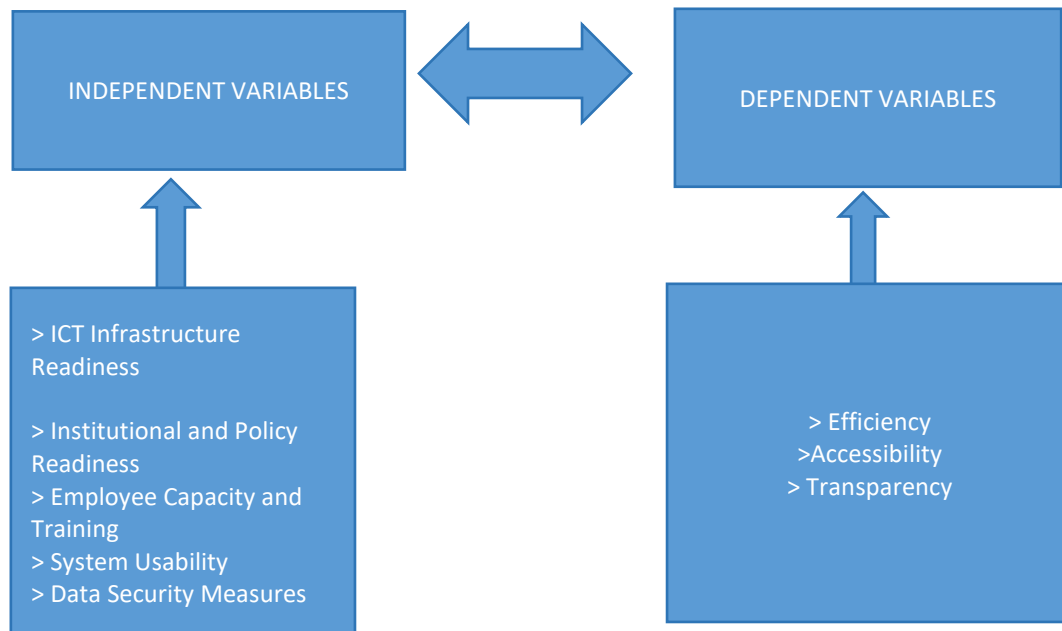 INDEPENDENT VARIABLES
DEPENDENT VARIABLES
> ICT Infrastructure
Readiness
> Institutional and Policy
Readiness
> Employee Capacity and
Training
> System Usability
> Data Security Measures
> Efficiency
>Accessibility
> Transparency